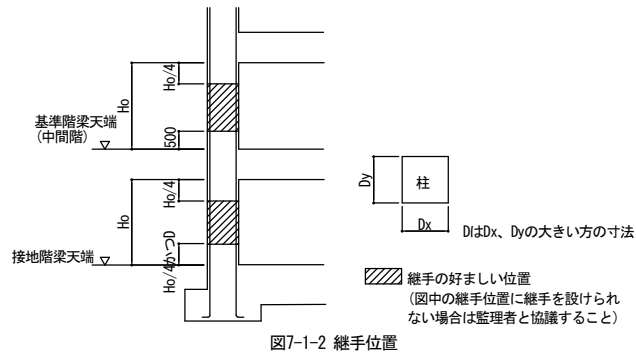 Ho/4
Ho
500
基準階梁天端
(中間階)
Ho/4
Ho
Ho/4かつD
接地階梁天端
Dy
柱
Dx
DはDx、Dyの大きい方の寸法
継手の好ましい位置
(図中の継手位置に継手を設けられ
ない場合は監理者と協議すること)
図7-1-2 継手位置